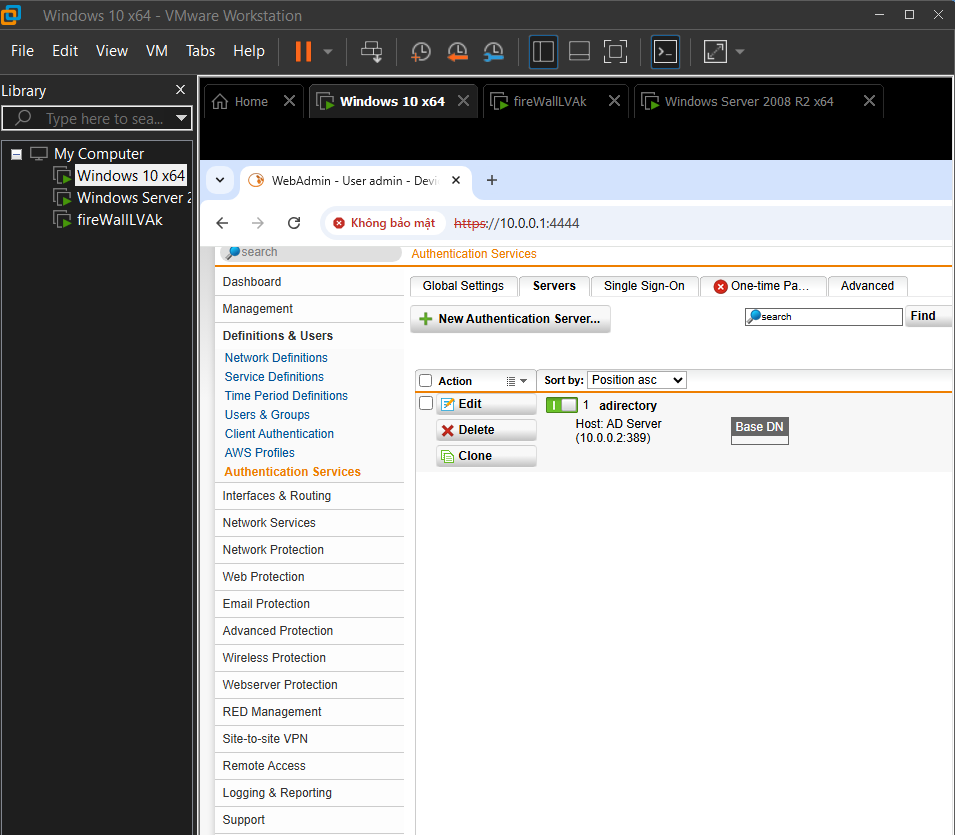 Windows 10 x64 - VMware Workstation
File Edit View VM Tabs Help
Library
Type here to sea...
My Computer
Windows 10 x64
Windows Server 2
fireWallLVAk
Home
Windows 10 x64
fireWallLVAk
Windows Server 2008 R2 x64
WebAdmin - User admin - Devi
Không bảo mật
https://10.0.0.1:4444
search
Dashboard
Management
Definitions & Users
Network Definitions
Service Definitions
Time Period Definitions
Users & Groups
Client Authentication
AWS Profiles
Authentication Services
Interfaces & Routing
Network Services
Network Protection
Web Protection
Email Protection
Advanced Protection
Wireless Protection
Webserver Protection
RED Management
Site-to-site VPN
Remote Access
Logging & Reporting
Support
Authentication Services
Global Settings
Servers
Single Sign-On
One-time Pa...
Advanced
New Authentication Server...
search
Find
Action
Sort by: Position asc
Edit
Delete
Clone
1 adirectory
Host: AD Server
(10.0.0.2:389)
Base DN